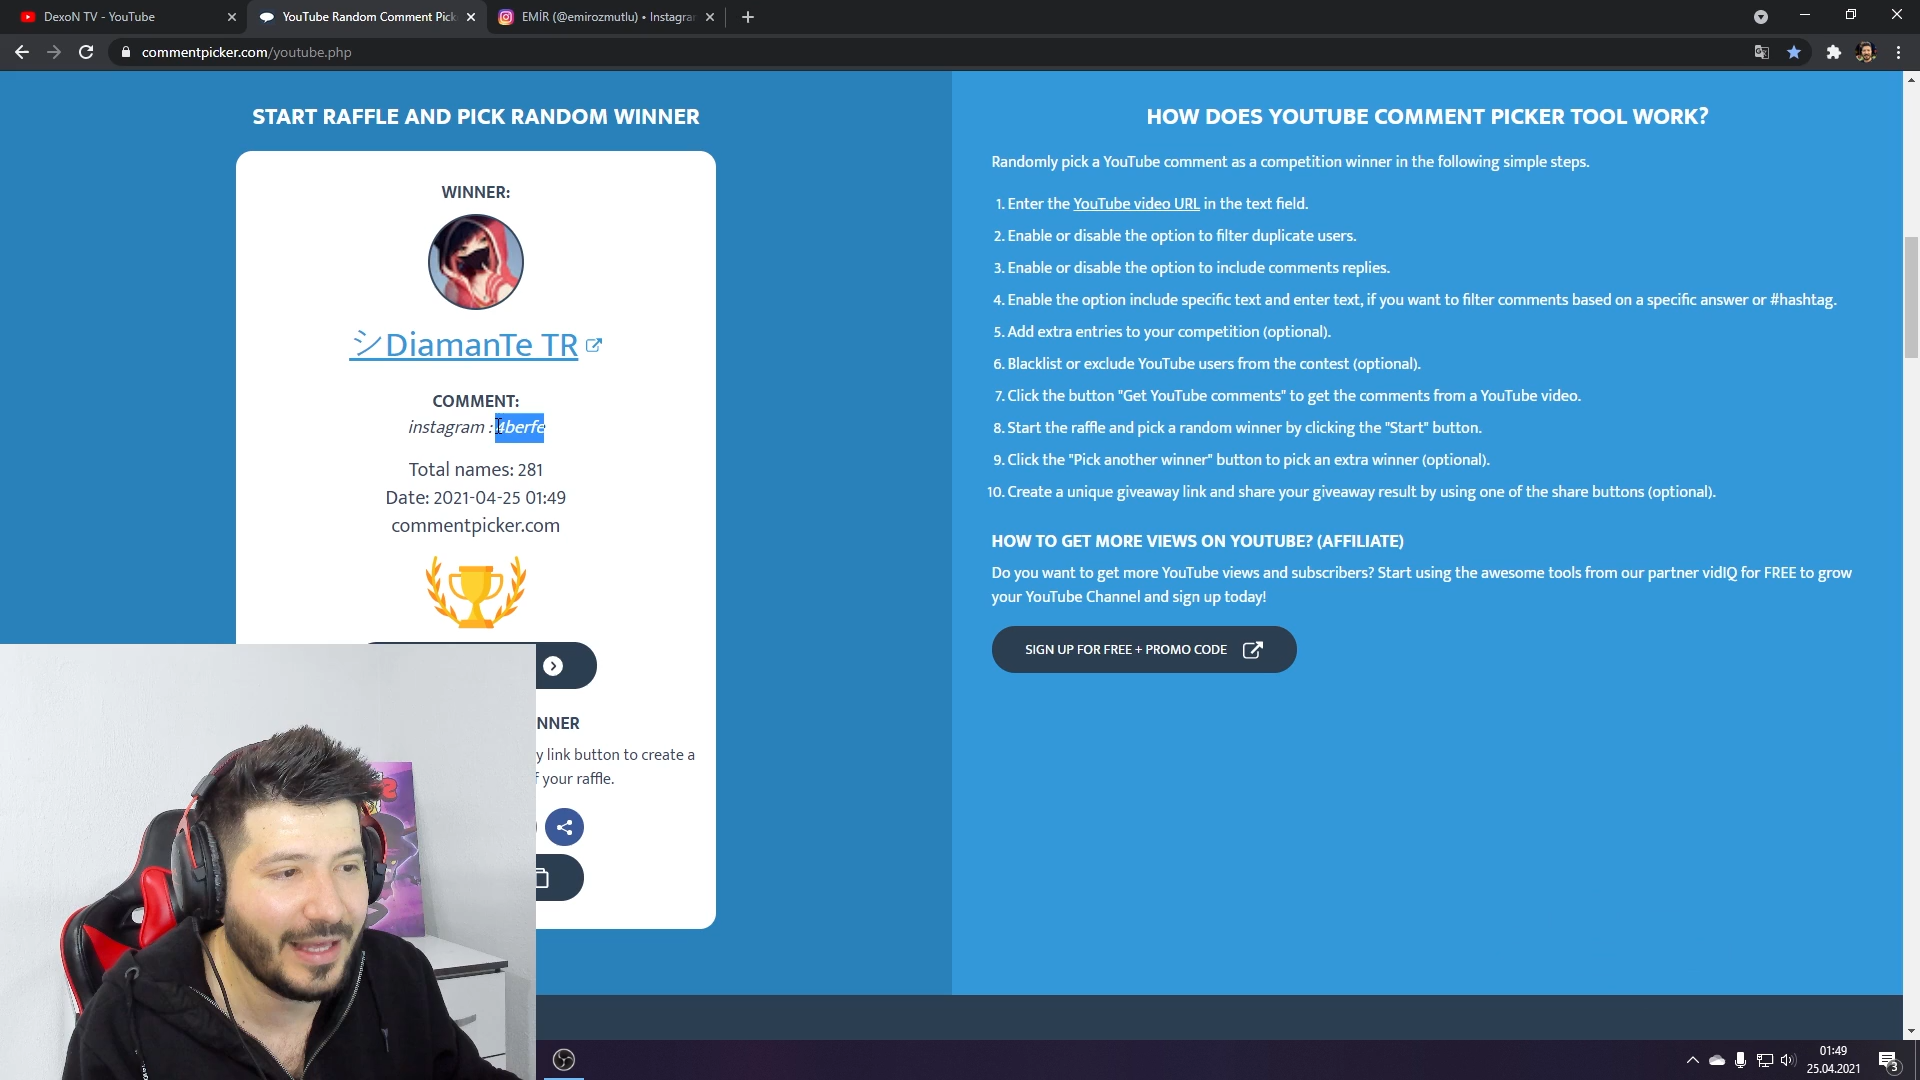 DexoN TV - YouTube
YouTube Random Comment Pick
EMİR (@emirozmutlu) • Instagra
commentpicker.com/youtube.php
START RAFFLE AND PICK RANDOM WINNER
WINNER:
シDiamanTe TR
COMMENT:
instagram : 4berfe
Total names: 281
Date: 2021-04-25 01:49
commentpicker.com
NNER
y link button to create a
f your raffle.
HOW DOES YOUTUBE COMMENT PICKER TOOL WORK?
Randomly pick a YouTube comment as a competition winner in the following simple steps.
1. Enter the YouTube video URL in the text field.
2. Enable or disable the option to filter duplicate users.
3. Enable or disable the option to include comments replies.
4. Enable the option include specific text and enter text, if you want to filter comments based on a specific answer or #hashtag.
5. Add extra entries to your competition (optional).
6. Blacklist or exclude YouTube users from the contest (optional).
7. Click the button "Get YouTube comments" to get the comments from a YouTube video.
8. Start the raffle and pick a random winner by clicking the "Start" button.
9. Click the "Pick another winner" button to pick an extra winner (optional).
10. Create a unique giveaway link and share your giveaway result by using one of the share buttons (optional).
HOW TO GET MORE VIEWS ON YOUTUBE? (AFFILIATE)
Do you want to get more YouTube views and subscribers? Start using the awesome tools from our partner vidIQ for FREE to grow
your YouTube Channel and sign up today!
SIGN UP FOR FREE + PROMO CODE
01:49
25.04.2021
3